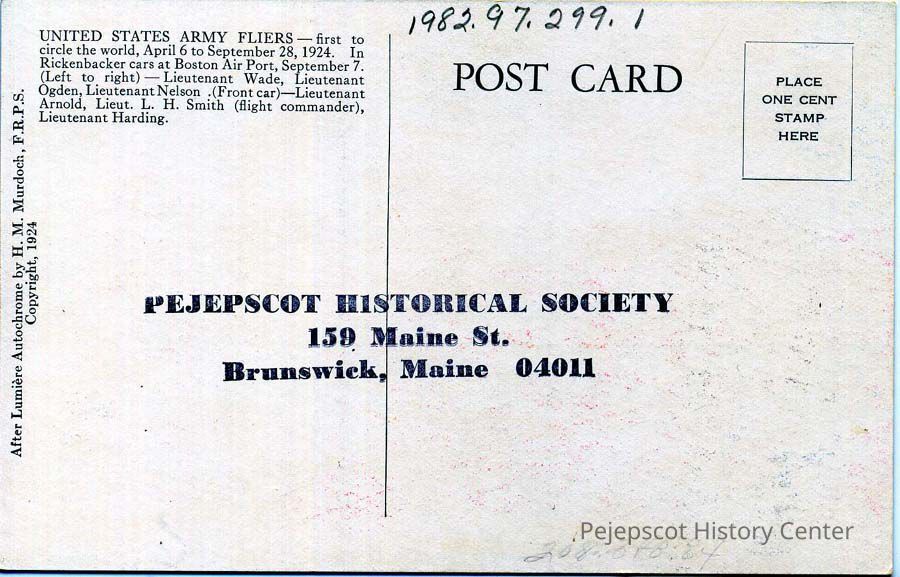 1982.97.299.1
UNITED STATES ARMY FLIERS — first to
circle the world, April 6 to September 28, 1924. In
Rickenbacker cars at Boston Air Port, September 7.
(Left to right) — Lieutenant Wade, Lieutenant
Ogden, Lieutenant Nelson .(Front car)—Lieutenant
Arnold, Lieut. L. H. Smith (flight commander),
Lieutenant Harding.
After Lumière Autochrome by H. M. Murdoch, F.R.P.S.
Copyright, 1924
POST CARD
PLACE
ONE CENT
STAMP
HERE
PEJEPSCOT HISTORICAL SOCIETY
159 Maine St.
Brunswick, Maine 04011
Pejepscot History Center